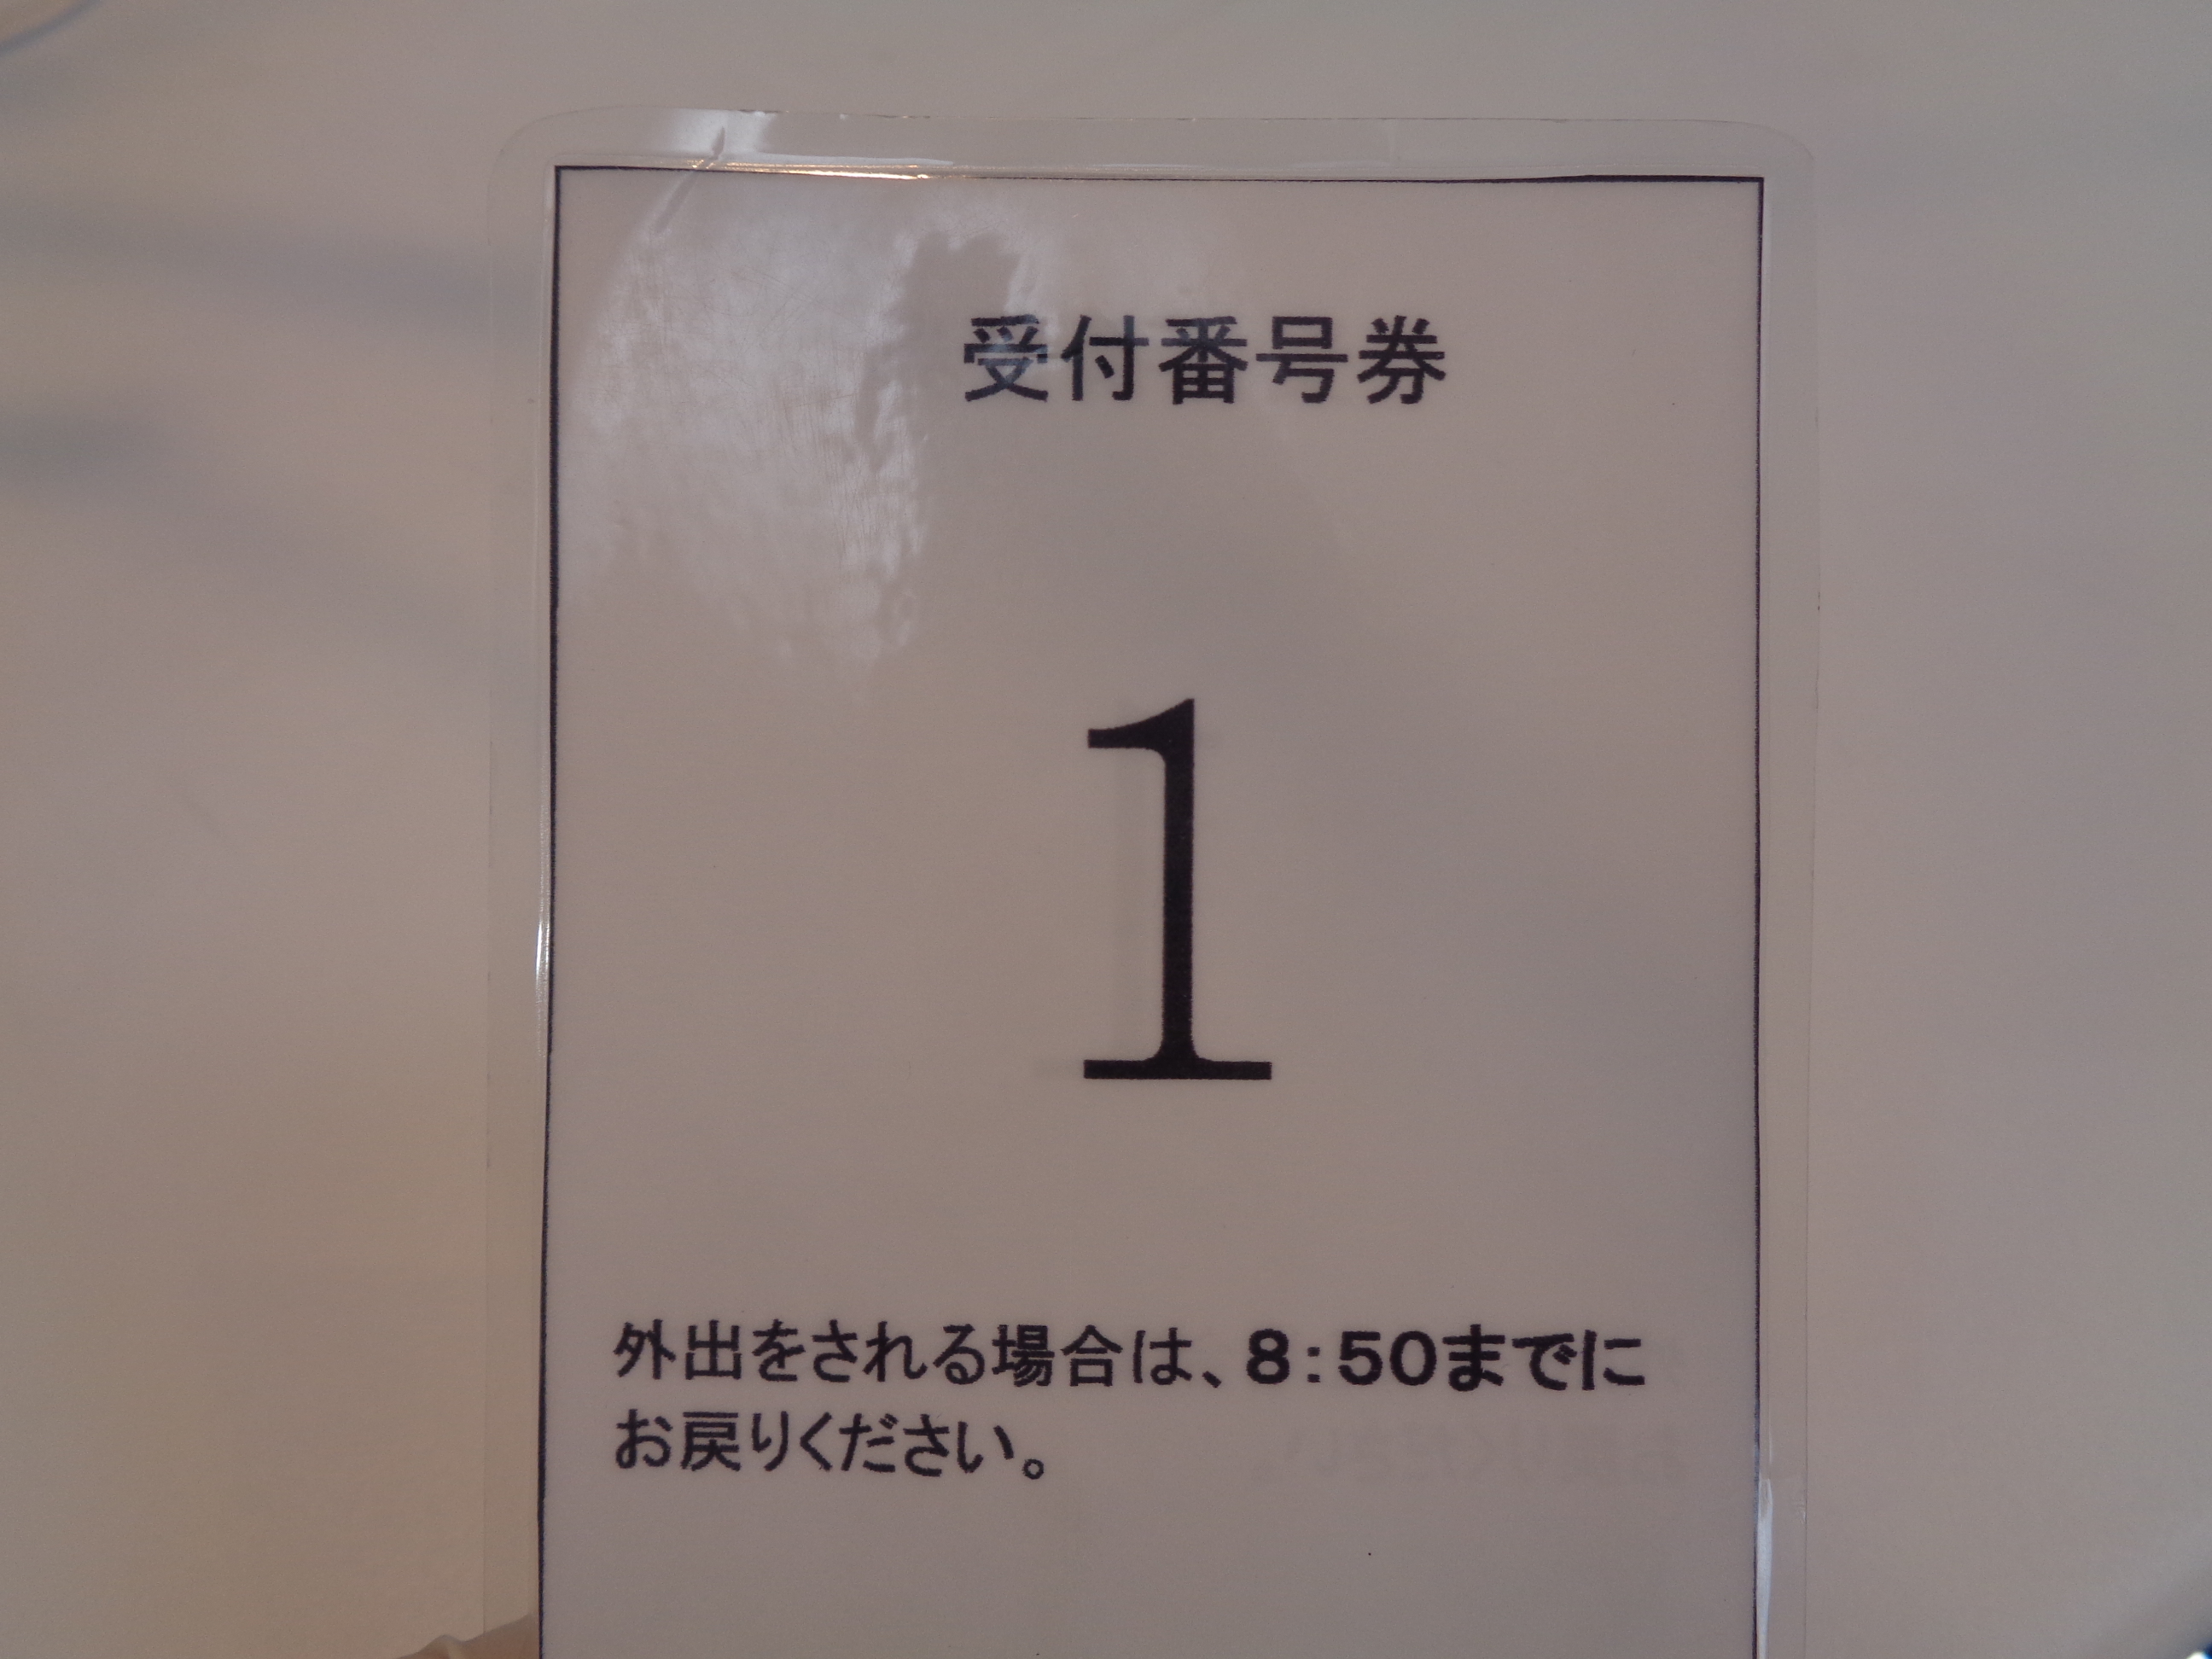 受付番号券
1
外出をされる場合は、8:50までに
お戻りください。